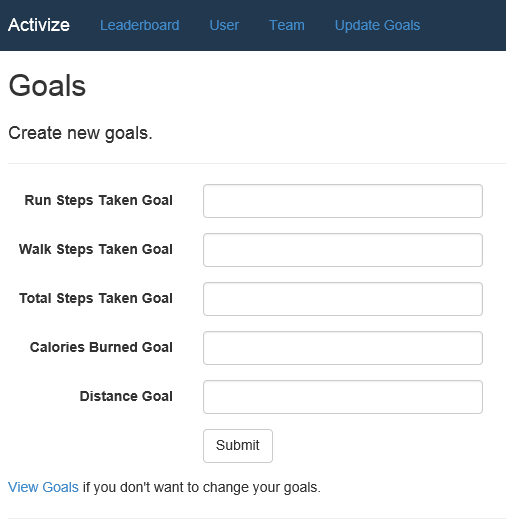 Activize Leaderboard User Team Update Goals
Goals
Create new goals.
Run Steps Taken Goal
Walk Steps Taken Goal
Total Steps Taken Goal
Calories Burned Goal
Distance Goal
Submit
View Goals if you don't want to change your goals.